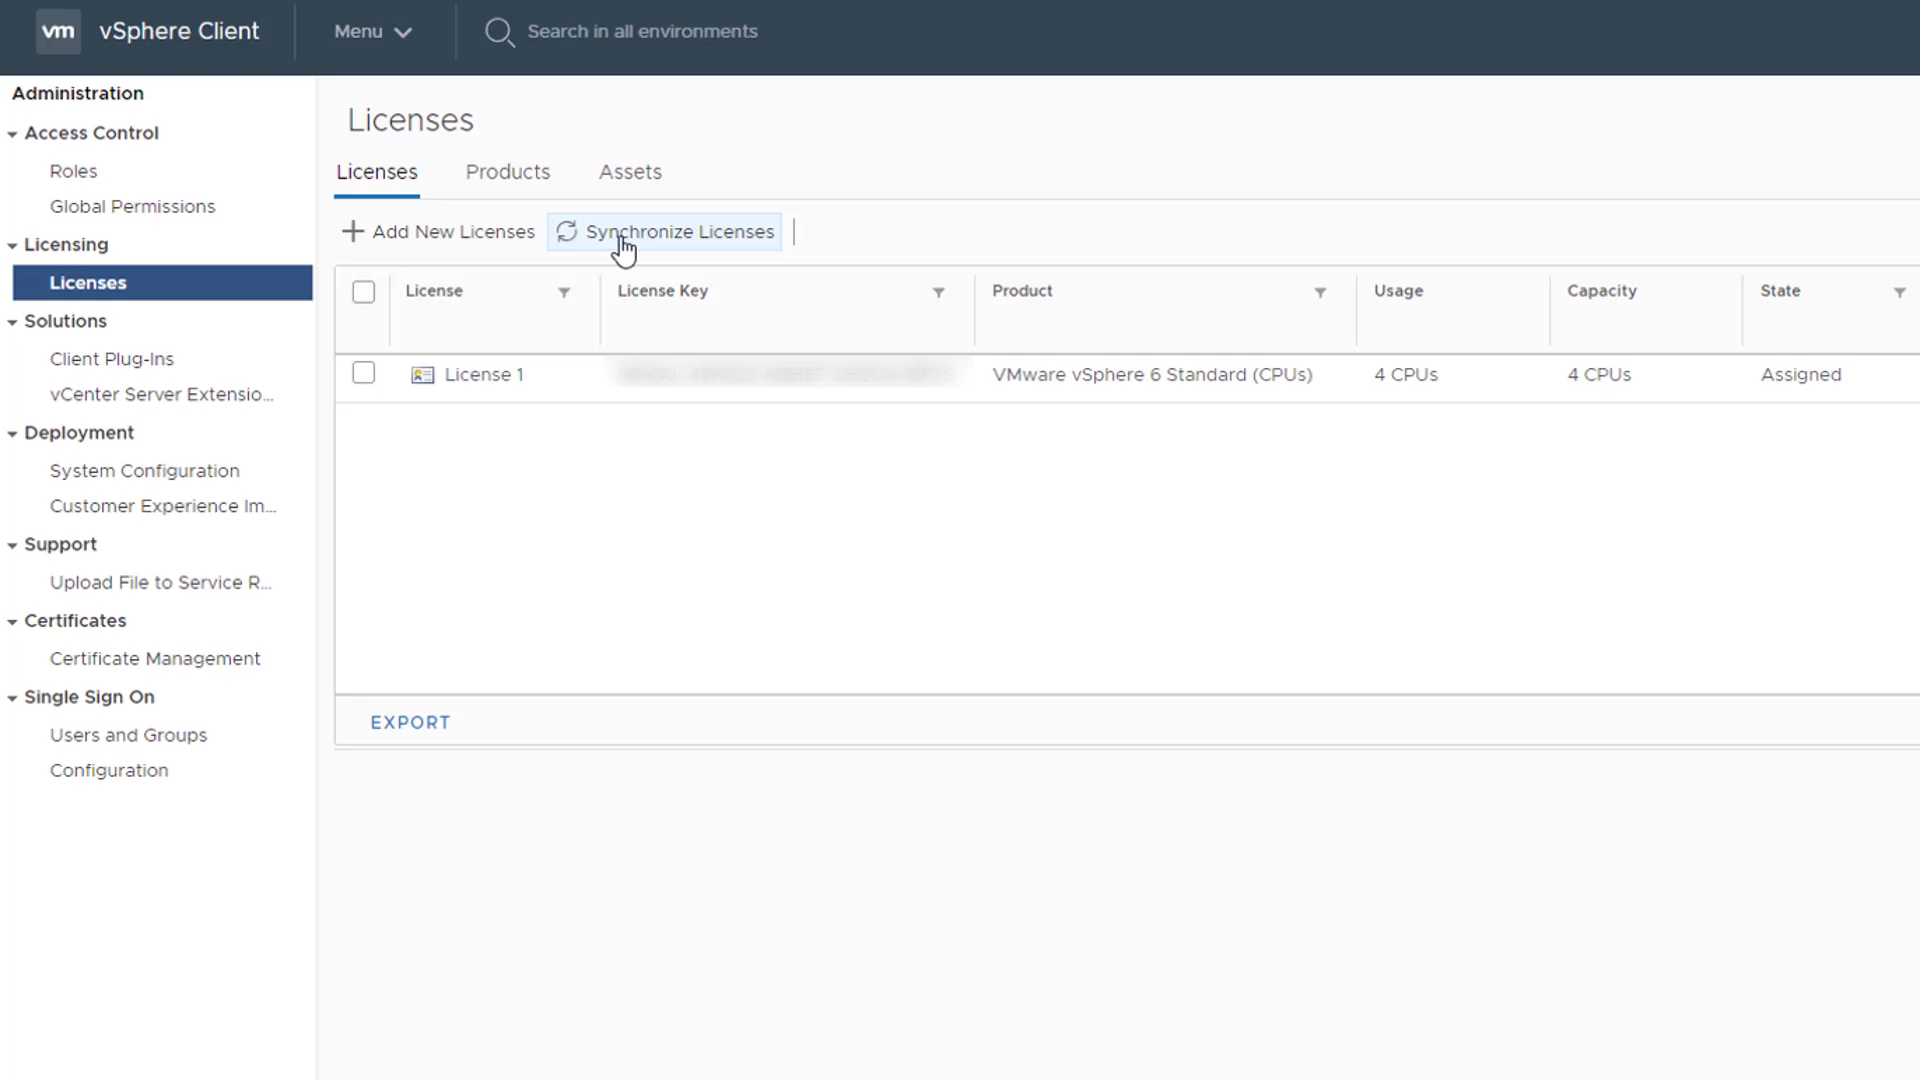 vm vSphere Client Menu Search in all environments
Administration
Access Control
Roles
Global Permissions
Licensing
Licenses
Solutions
Client Plug-Ins
vCenter Server Extensio...
Deployment
System Configuration
Customer Experience Im...
Support
Upload File to Service R...
Certificates
Certificate Management
Single Sign On
Users and Groups
Configuration
Licenses
Licenses Products Assets
Add New Licenses Synchronize Licenses
License License Key Product Usage Capacity State
License 1 VMware vSphere 6 Standard (CPUs) 4 CPUs 4 CPUs Assigned
EXPORT